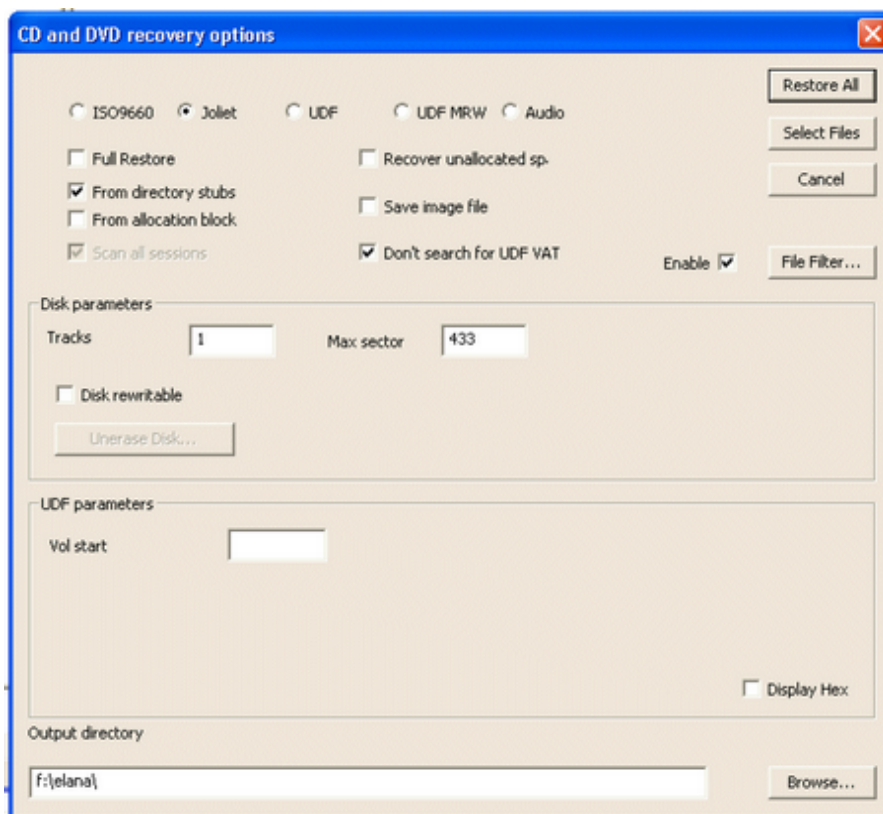 CD and DVD recovery options
Restore All
ISO9660 Joliet UDF UDF MRW Audio
Select Files
Full Restore Recover unallocated sp.
Cancel
From directory stubs
Save image file
From allocation block
Scan all sessions Don't search for UDF VAT Enable File Filter...
Disk parameters
Tracks 1 Max sector 433
Disk rewritable
Unerase Disk...
UDF parameters
Vol start
Display Hex
Output directory
f:\elana\ Browse...